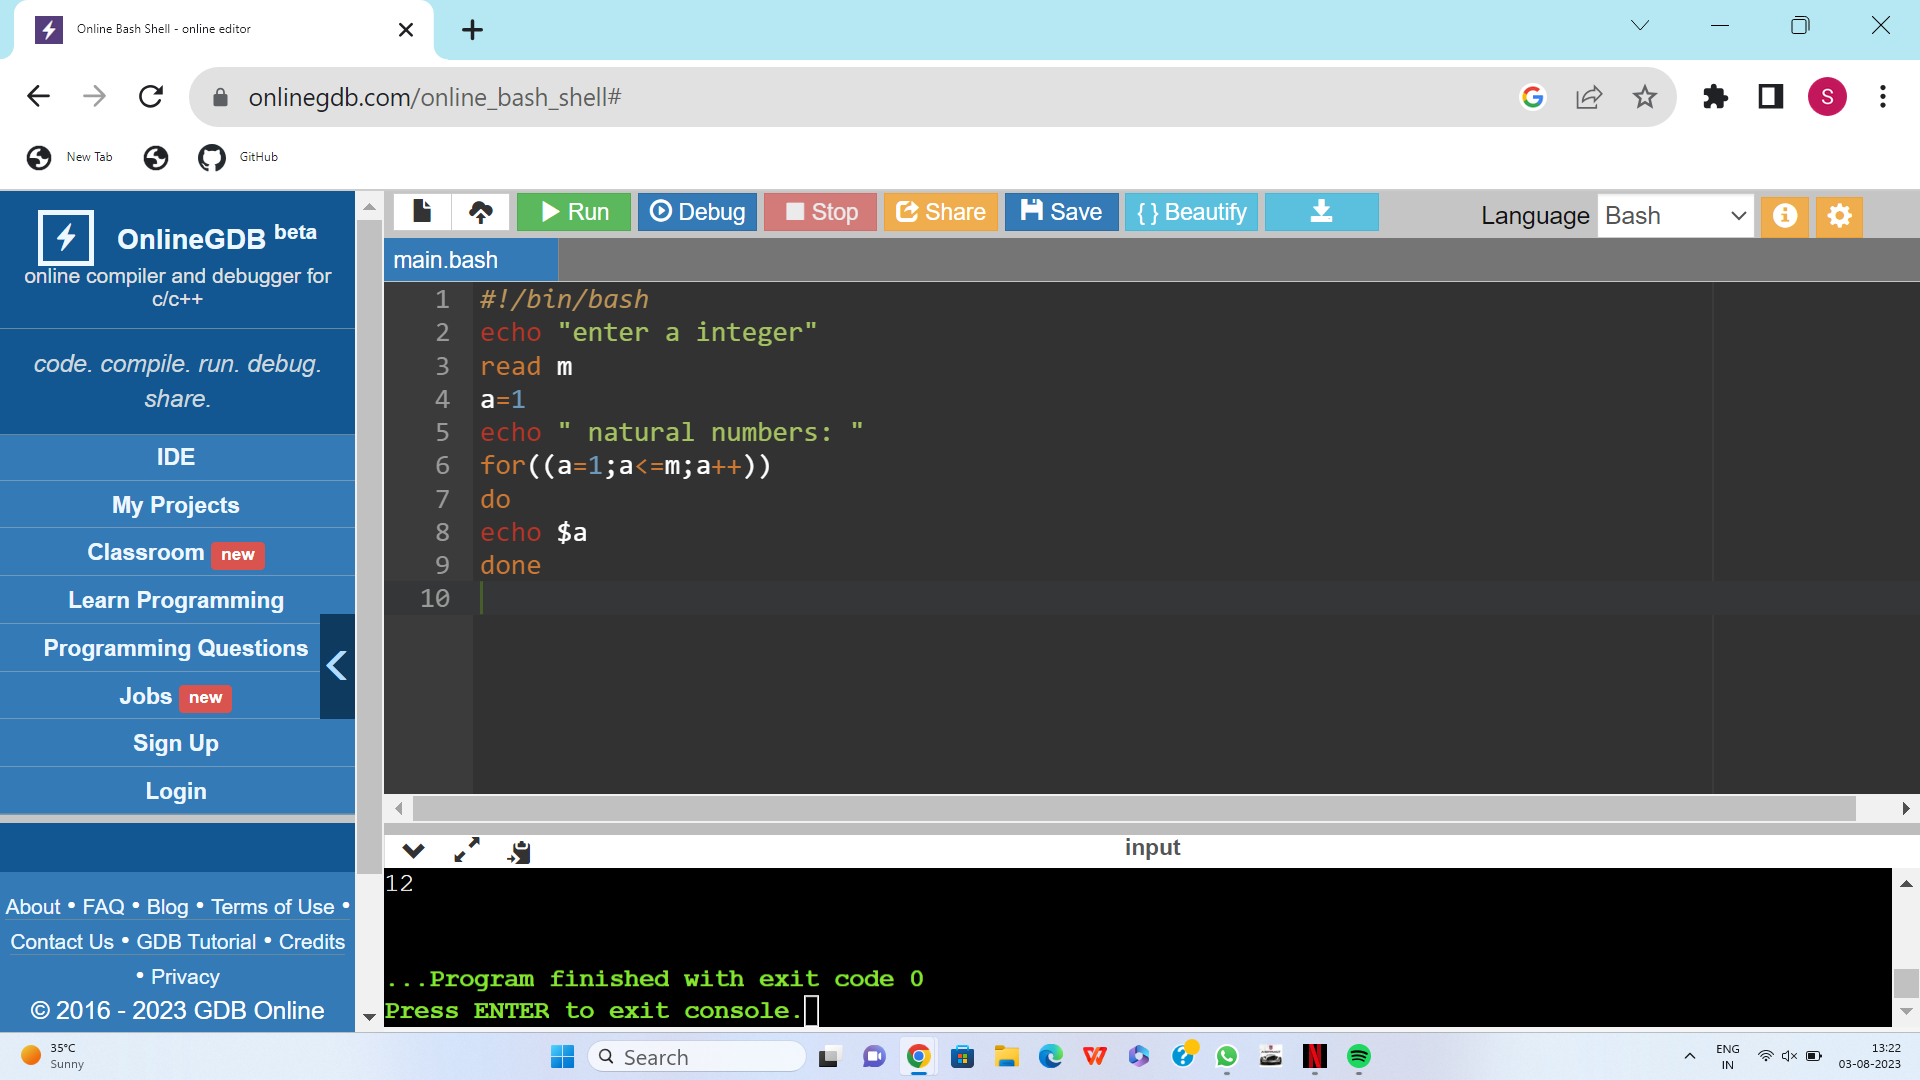 Online Bash Shell - online editor
onlinegdb.com/online_bash_shell#
S
New Tab
GitHub
Run
Debug
Stop
Share
Save
{ } Beautify
Language
Bash
OnlineGDB beta
online compiler and debugger for
c/c++
code. compile. run. debug.
share.
IDE
My Projects
Classroom new
Learn Programming
Programming Questions
Jobs new
Sign Up
Login
About • FAQ • Blog • Terms of Use •
Contact Us • GDB Tutorial • Credits
• Privacy
© 2016 - 2023 GDB Online
main.bash
1 #!/bin/bash
2 echo "enter a integer"
3 read m
4 a=1
5 echo " natural numbers: "
6 for((a=1;a<=m;a++))
7 do
8 echo $a
9 done
10
input
12
...Program finished with exit code 0
Press ENTER to exit console.
35°C
Sunny
Search
ENG
IN
13:22
03-08-2023